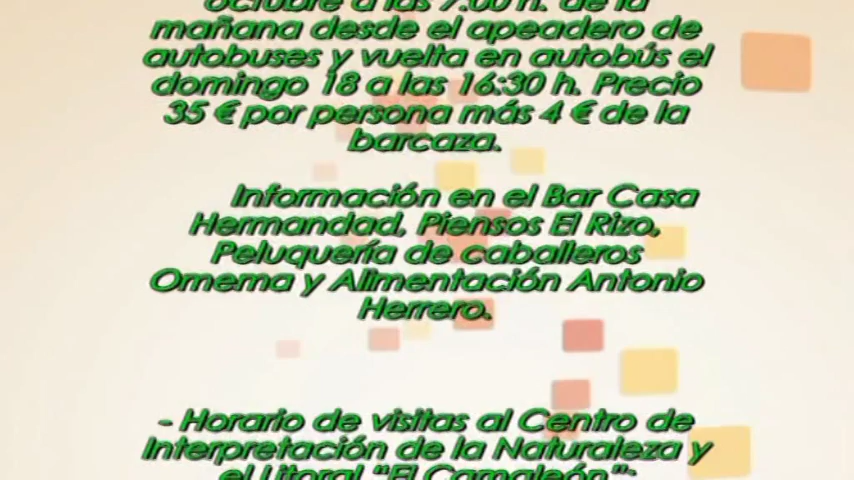 octubre a las 7:00 h. de la
mañana desde el apeadero de
autobuses y vuelta en autobús el
domingo 18 a las 16:30 h. Precio
35 € por persona más 4 € de la
barcaza.
Información en el Bar Casa
Hermandad, Piensos El Rizo,
Peluquería de caballeros
Omema y Alimentación Antonio
Herrero.
- Horario de visitas al Centro de
Interpretación de la Naturaleza y
el Litoral "El Camaleón":